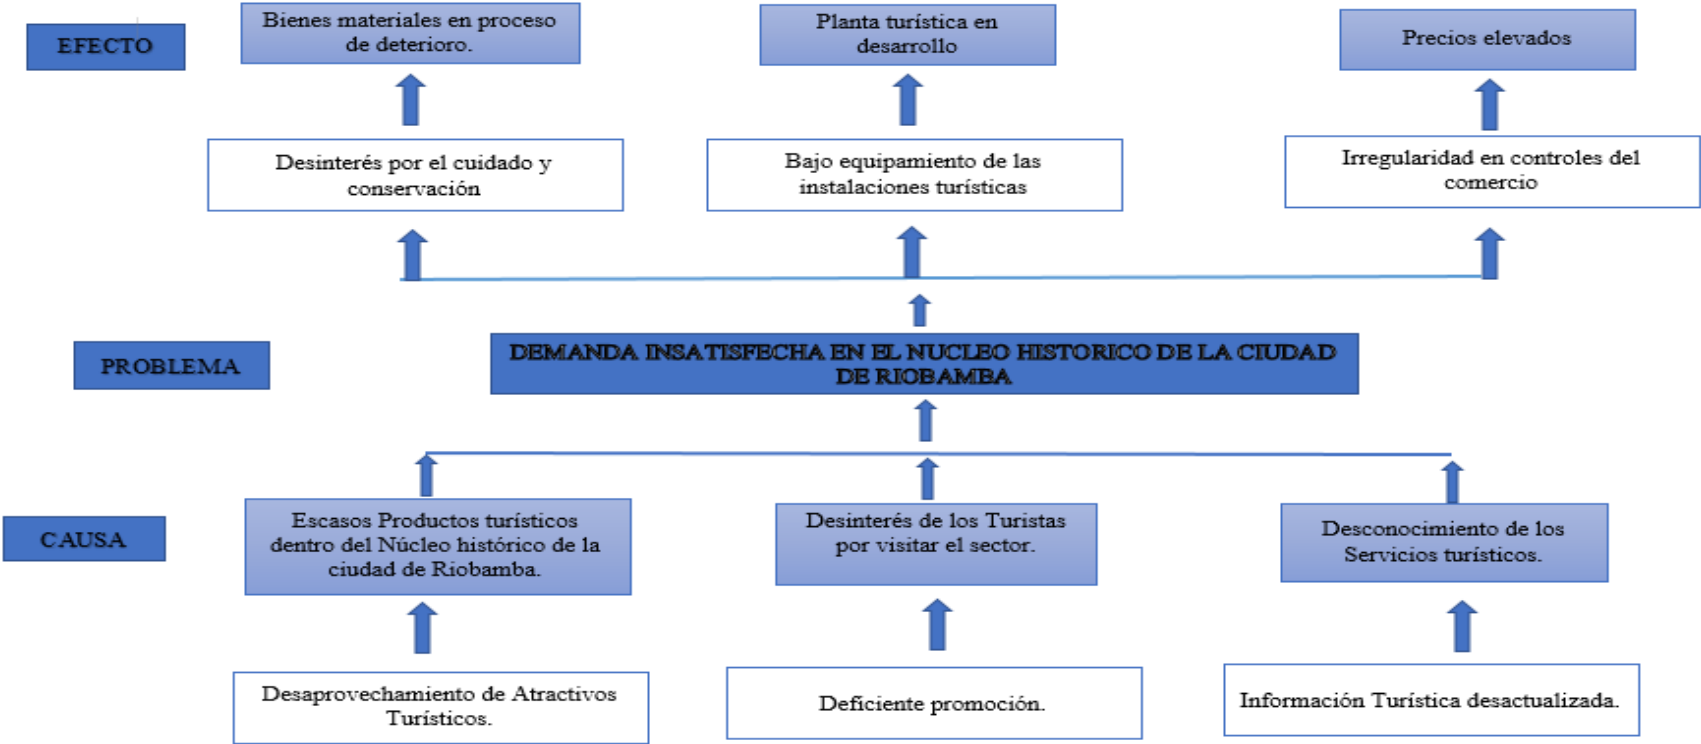 EFECTO
Bienes materiales en proceso
de deterioro.
Planta turística en
desarrollo
Precios elevados
Desinterés por el cuidado y
conservación
Bajo equipamiento de las
instalaciones turísticas
Irregularidad en controles del
comercio
PROBLEMA
DEMANDA INSATISFECHA EN EL NUCLEO HISTORICO DE LA CIUDAD
DE RIOBAMBA
CAUSA
Escasos Productos turísticos
dentro del Núcleo histórico de la
ciudad de Riobamba.
Desinterés de los Turistas
por visitar el sector.
Desconocimiento de los
Servicios turísticos.
Desaprovechamiento de Atractivos
Turísticos.
Deficiente promoción.
Información Turística desactualizada.